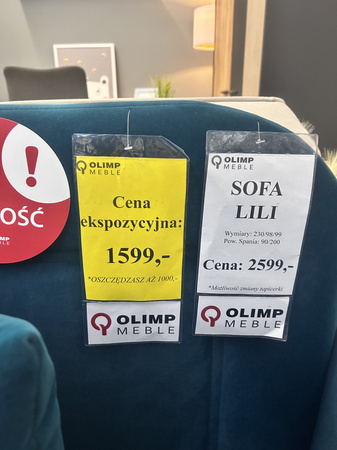 OŚĆ
MEBLE
OLIMP
MEBLE
Cena
ekspozycyjna:
1599,-
*OSZCZĘDZASZ AŻ 1000,-
OLIMP
MEBLE
OLIMP
MEBLE
SOFA
LILI
Wymiary: 230/98/99
Pow. Spania: 90/200
Cena: 2599,-
*Możliwość zmiany tapicerki
OLIMP
MEBLE